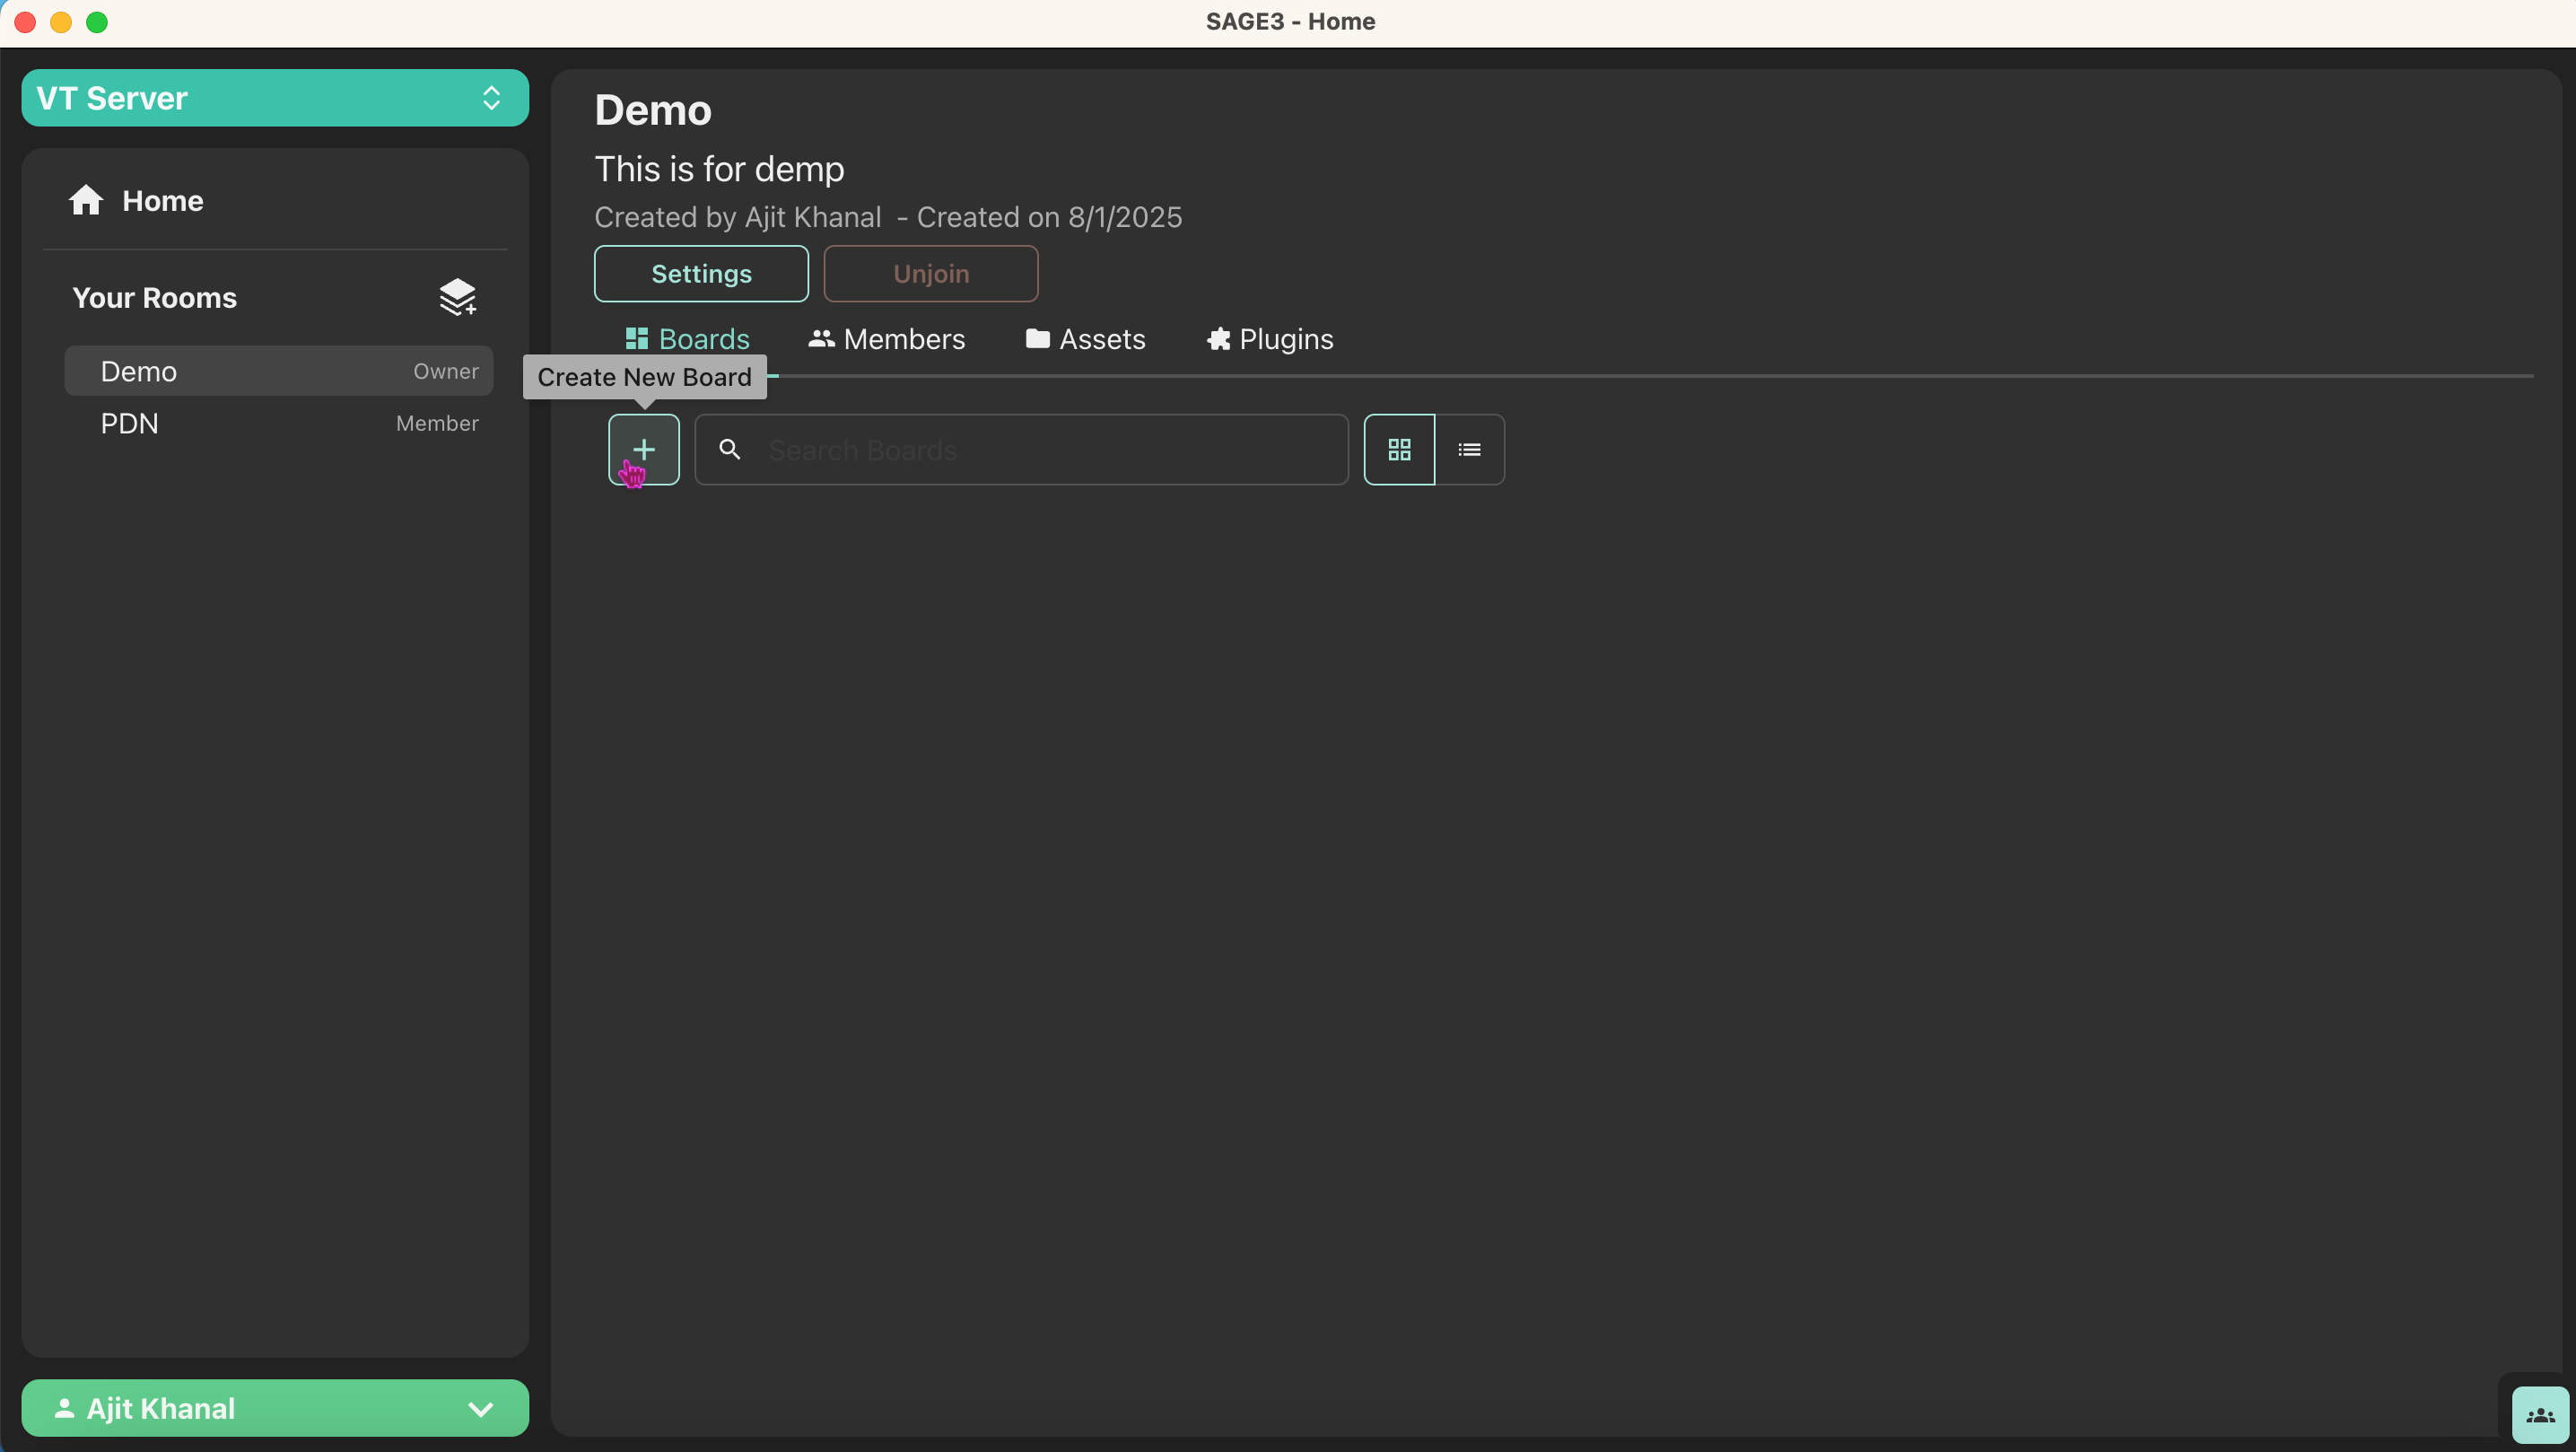 SAGE3 - Home
VT Server
Home
Your Rooms
Demo Owner
PDN Member
Ajit Khanal
Demo
This is for demp
Created by Ajit Khanal - Created on 8/1/2025
Settings Unjoin
Boards Members Assets Plugins
Create New Board
Search Boards